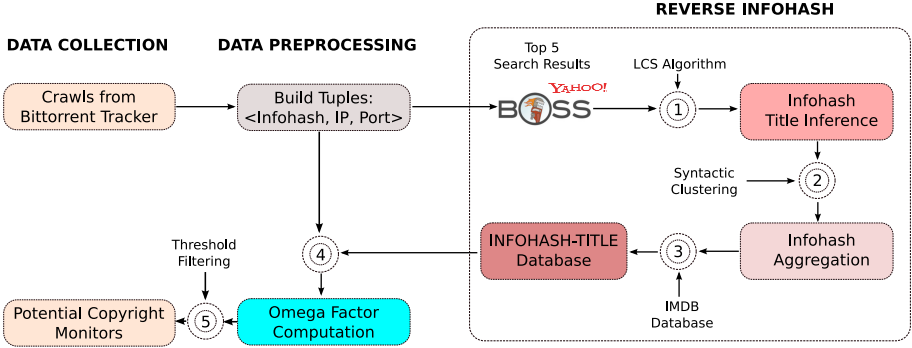 REVERSE INFOHASH
DATA COLLECTION
DATA PREPROCESSING
Crawls from
Bittorrent Tracker
Build Tuples:
<Infohash, IP, Port>
Top 5
Search Results
YAHOO!
BOSS
LCS Algorithm
1
Infohash
Title Inference
Syntactic
Clustering
2
Infohash
Aggregation
3
IMDB
Database
INFOHASH-TITLE
Database
4
Omega Factor
Computation
Threshold
Filtering
5
Potential Copyright
Monitors